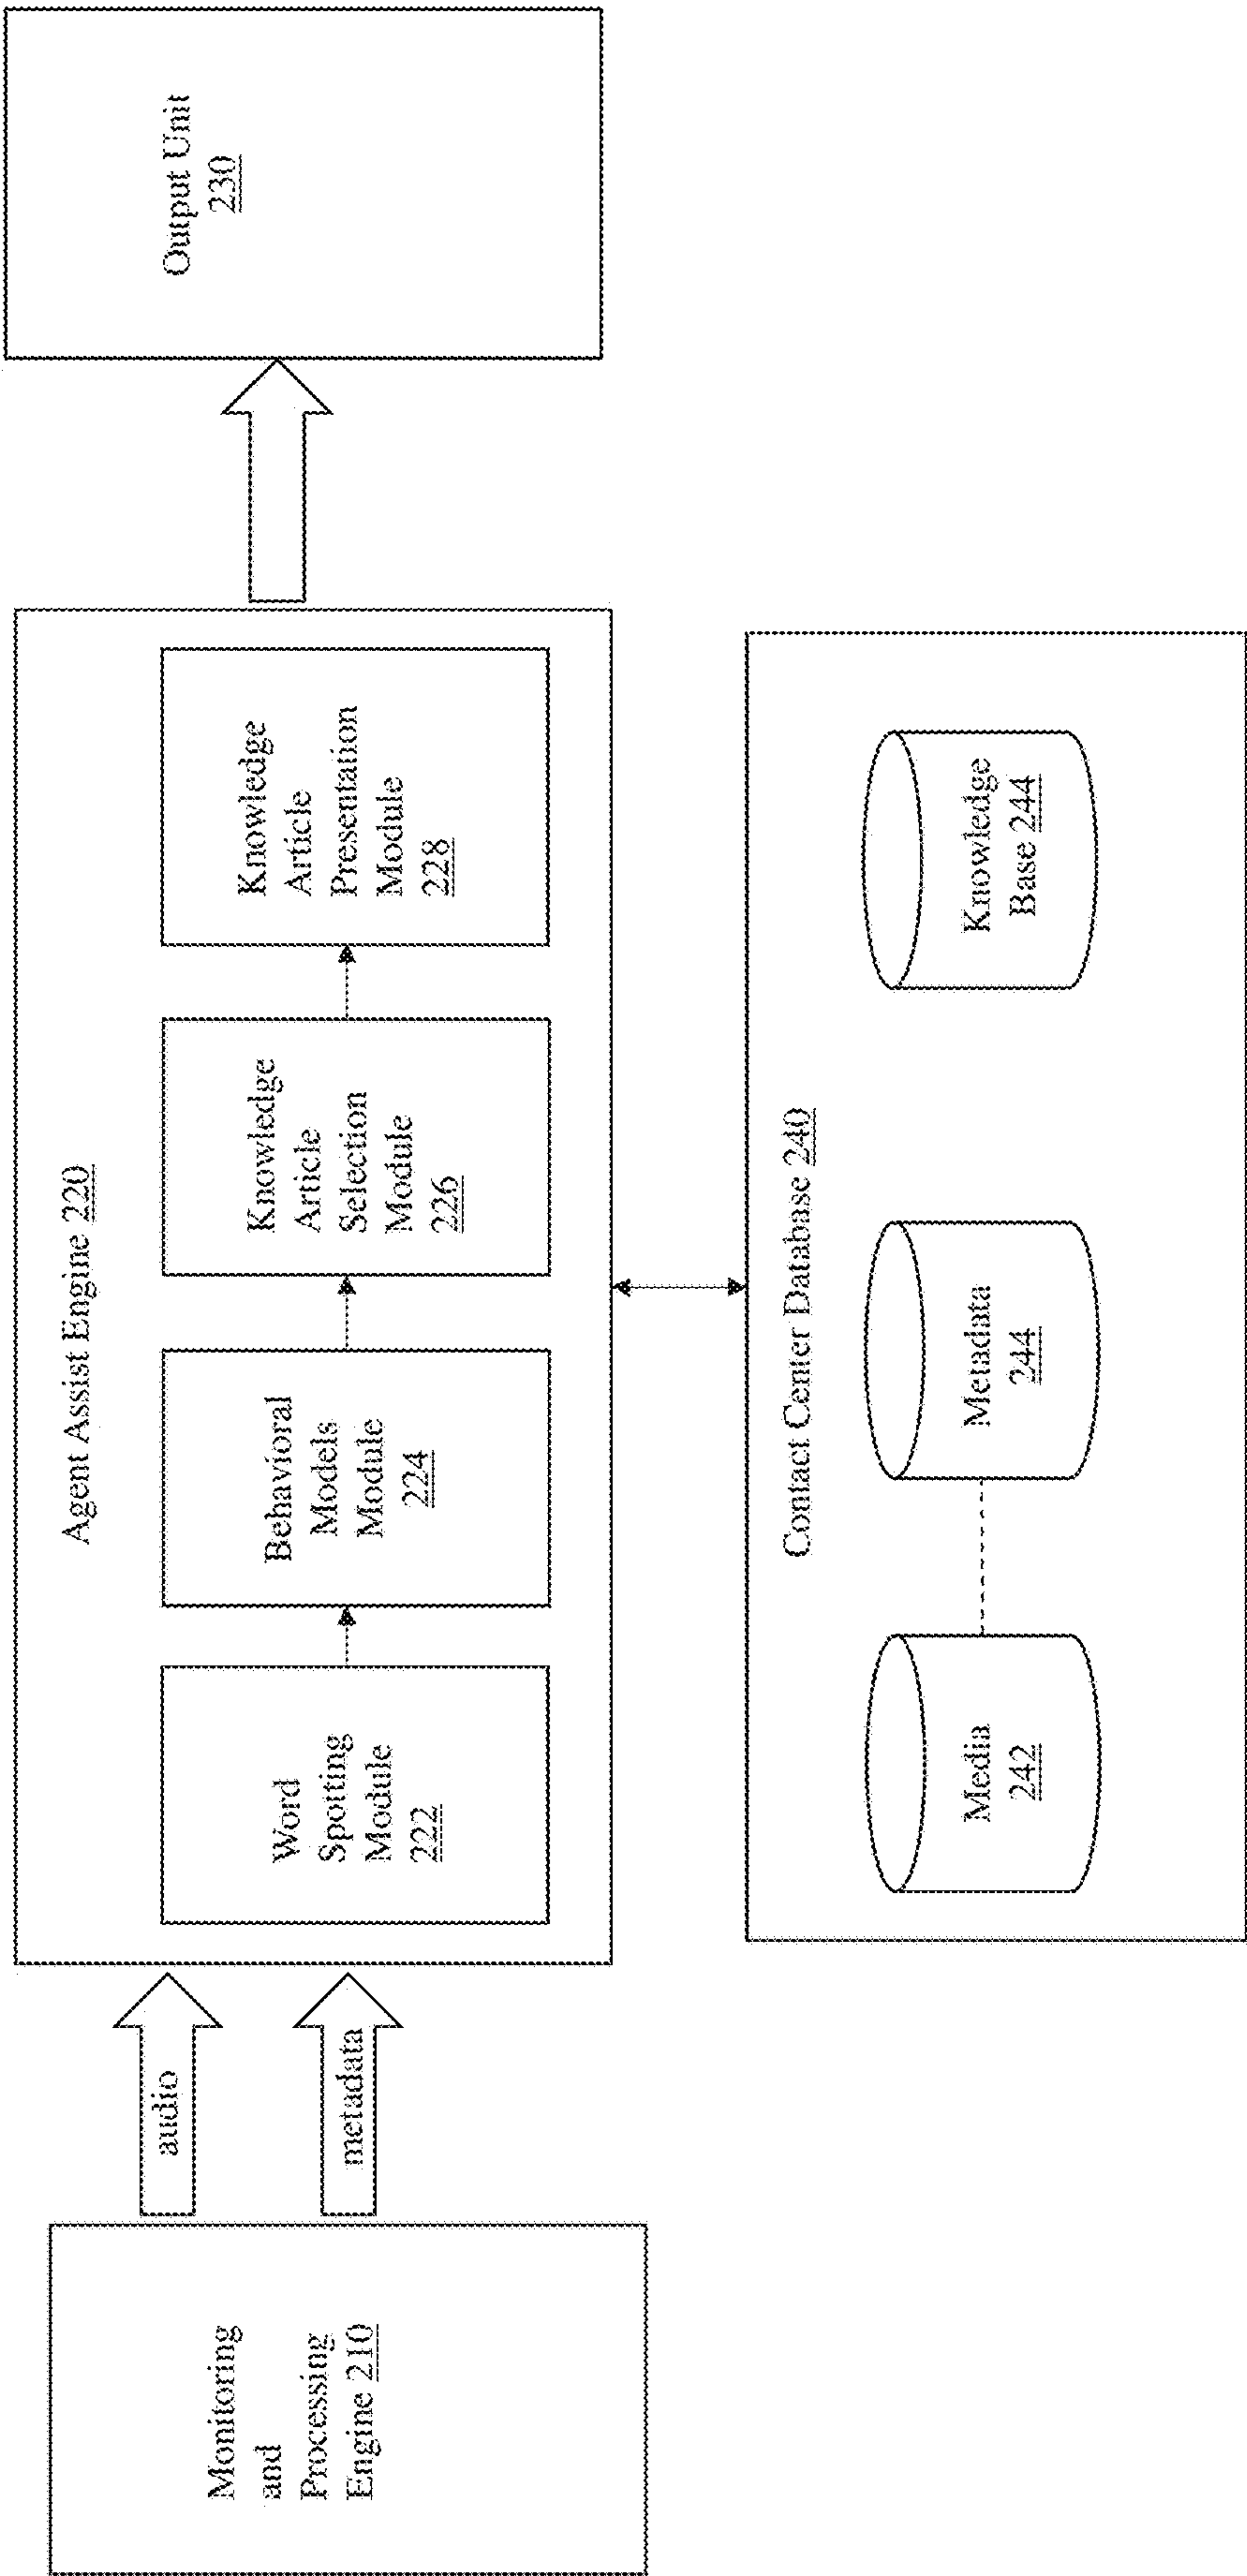 Monitoring
and
Processing
Engine 210
audio
metadata
Agent Assist Engine 220
Word
Spotting
Module
222
Behavioral
Models
Module
224
Knowledge
Article
Selection
Module
226
Knowledge
Article
Presentation
Module
228
Output Unit
230
Contact Center Database 240
Media
242
Metadata
244
Knowledge
Base 244